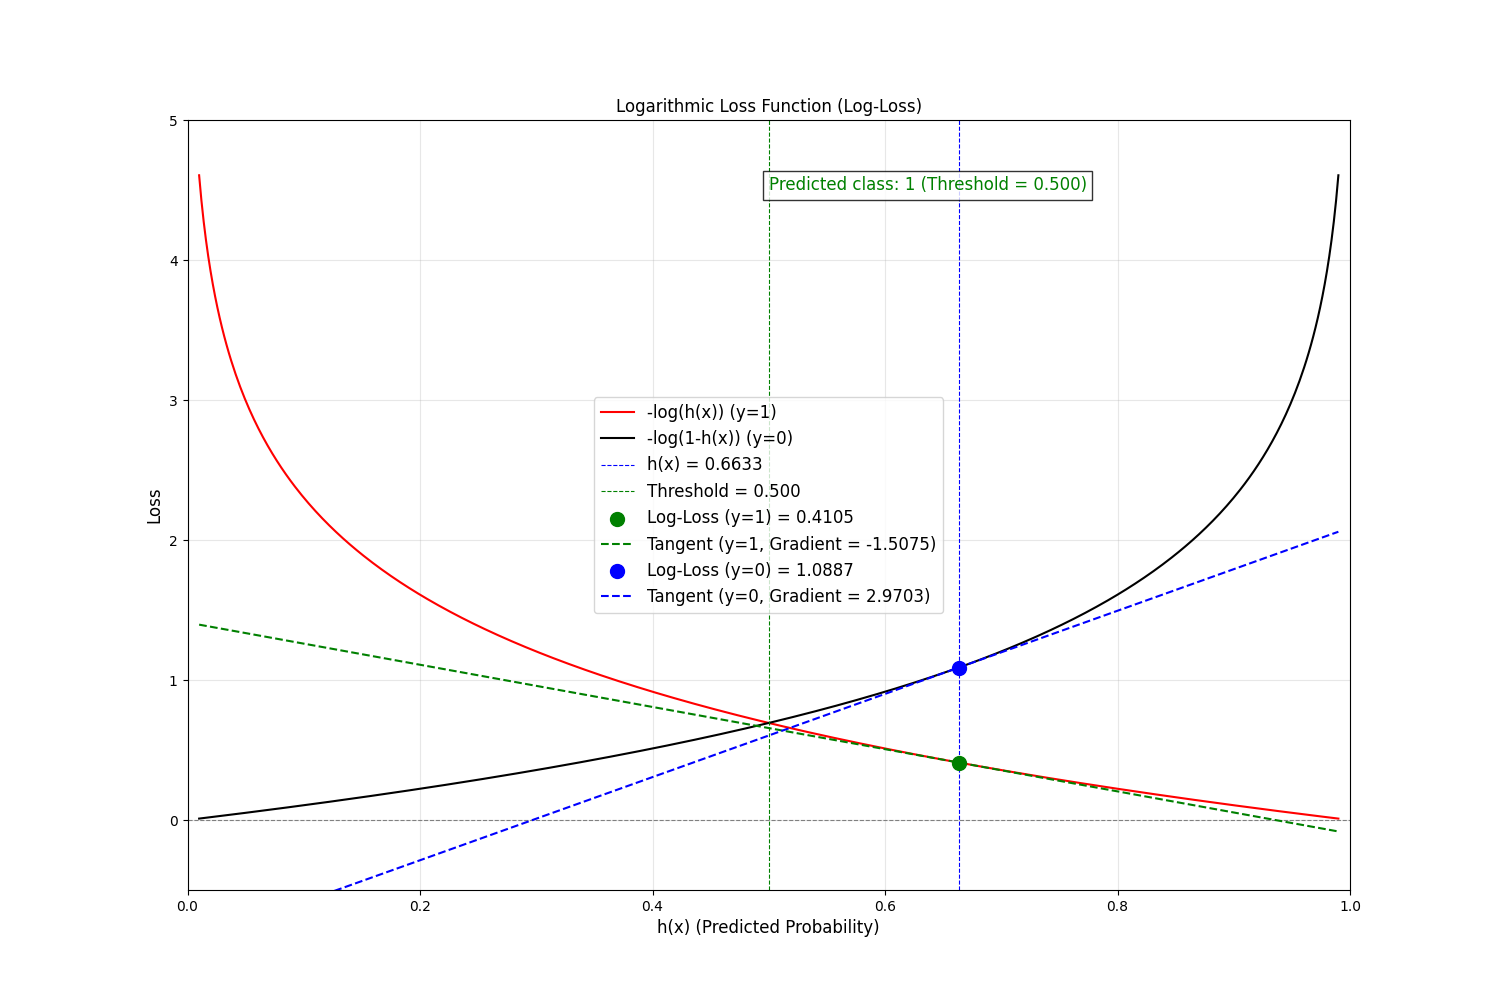 Logarithmic Loss Function (Log-Loss)
5
Predicted class: 1 (Threshold = 0.500)
4
3
-log(h(x)) (y=1)
-log(1-h(x)) (y=0)
h(x) = 0.6633
Threshold = 0.500
Log-Loss (y=1) = 0.4105
Tangent (y=1, Gradient = -1.5075)
Log-Loss (y=0) = 1.0887
Tangent (y=0, Gradient = 2.9703)
Loss
2
1
0
0.0 0.2 0.4 0.6 0.8 1.0
h(x) (Predicted Probability)